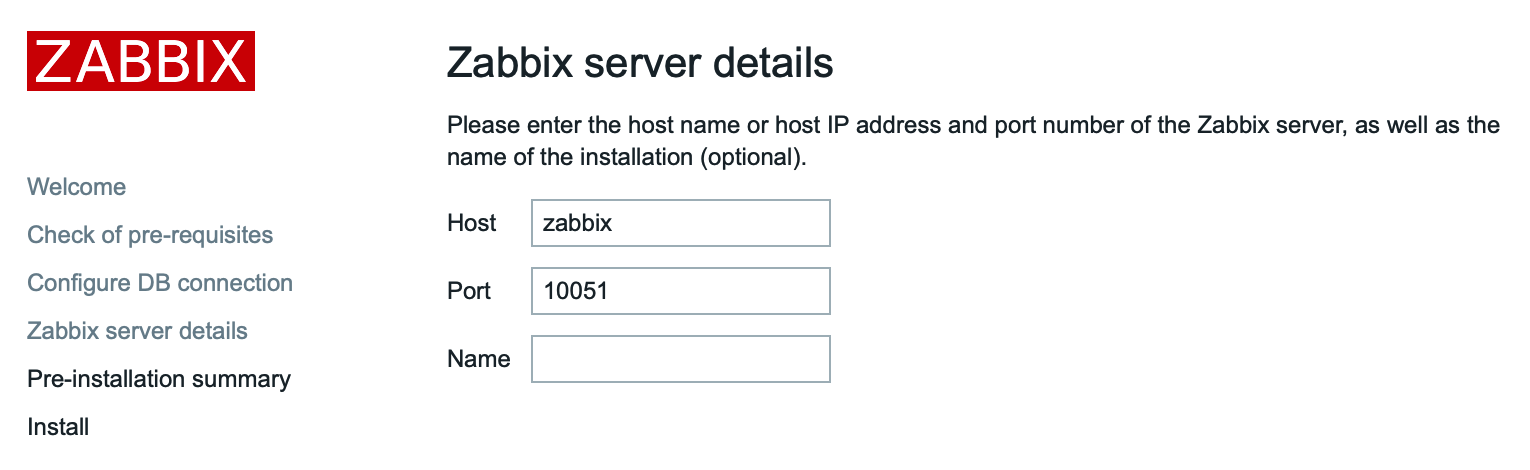 ZABBIX
Welcome
Check of pre-requisites
Configure DB connection
Zabbix server details
Pre-installation summary
Install
Zabbix server details
Please enter the host name or host IP address and port number of the Zabbix server, as well as the
name of the installation (optional).
Host zabbix
Port 10051
Name